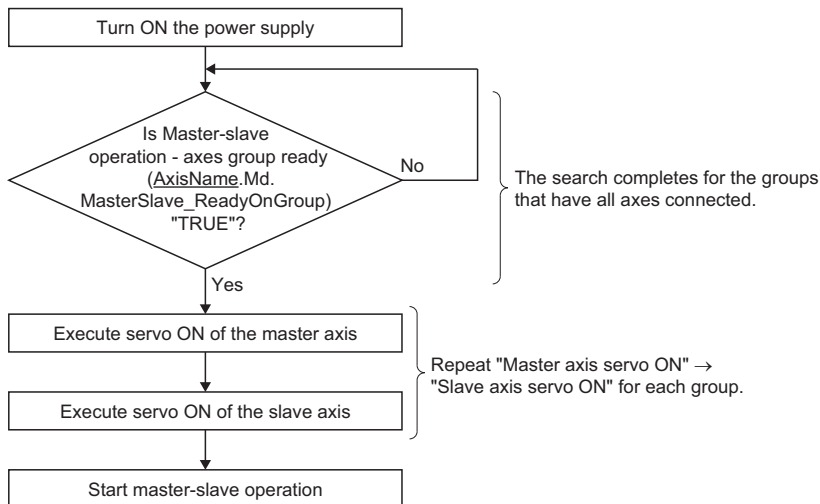 Turn ON the power supply
Is Master-slave
operation - axes group ready
(AxisName.Md.
MasterSlave_ReadyOnGroup)
"TRUE"?
No
The search completes for the groups
that have all axes connected.
Yes
Execute servo ON of the master axis
Repeat "Master axis servo ON" →
"Slave axis servo ON" for each group.
Execute servo ON of the slave axis
Start master-slave operation